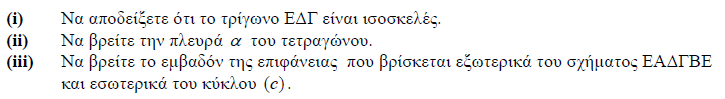 (i) Να αποδείξετε ότι το τρίγωνο ΕΔΓ είναι ισοσκελές.
(ii) Να βρείτε την πλευρά α του τετραγώνου.
(iii) Να βρείτε το εμβαδόν της επιφάνειας που βρίσκεται εξωτερικά του σχήματος ΕΑΔΓΒΕ
και εσωτερικά του κύκλου (c).